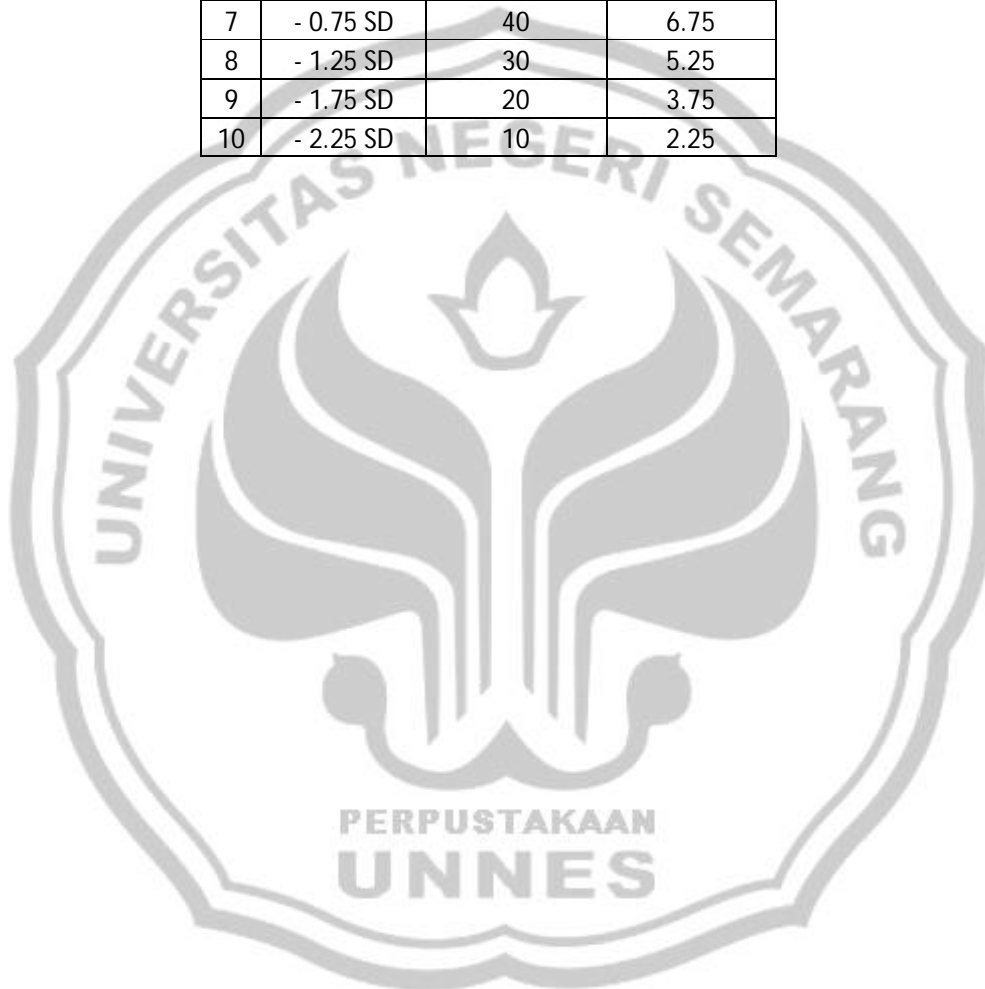 7 - 0.75 SD 40 6.75
8 - 1.25 SD 30 5.25
9 - 1.75 SD 20 3.75
10 - 2.25 SD 10 2.25
UNIVERSITAS NEGERI SEMARANG
PERPUSTAKAAN
UNNES